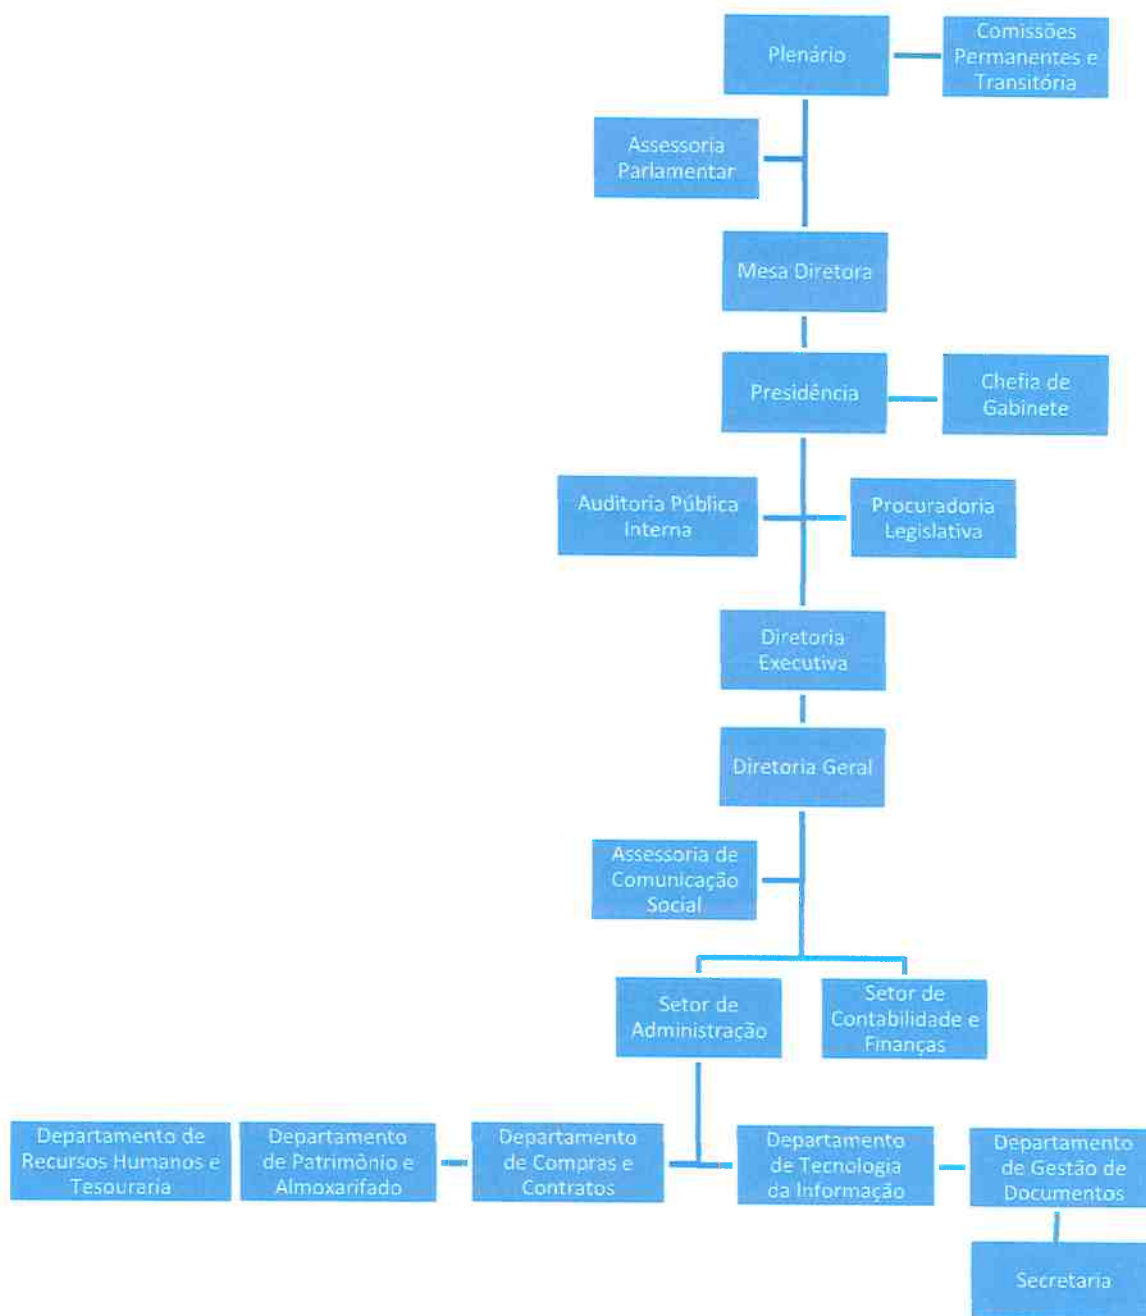 Plenário
Comissões
Permanentes e
Transitória
Assessoria
Parlamentar
Mesa Diretora
Presidência
Chefia de
Gabinete
Auditoria Pública
Interna
Procuradoria
Legislativa
Diretoria
Executiva
Diretoria Geral
Assessoria de
Comunicação
Social
Setor de
Administração
Setor de
Contabilidade e
Finanças
Departamento de
Recursos Humanos e
Tesouraria
Departamento
de Patrimônio e
Almoxarifado
Departamento
de Compras e
Contratos
Departamento
de Tecnologia
da Informação
Departamento
de Gestão de
Documentos
Secretaria